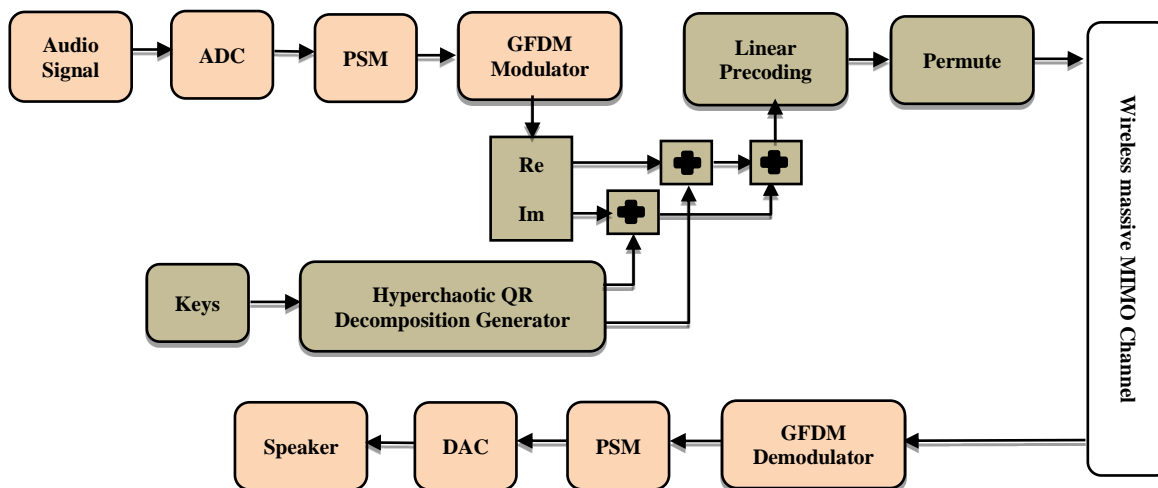 Audio
Signal
ADC
PSM
GFDM
Modulator
Linear
Precoding
Permute
Re
Im
Keys
Hyperchaotic QR
Decomposition Generator
Wireless massive MIMO Channel
Speaker
DAC
PSM
GFDM
Demodulator